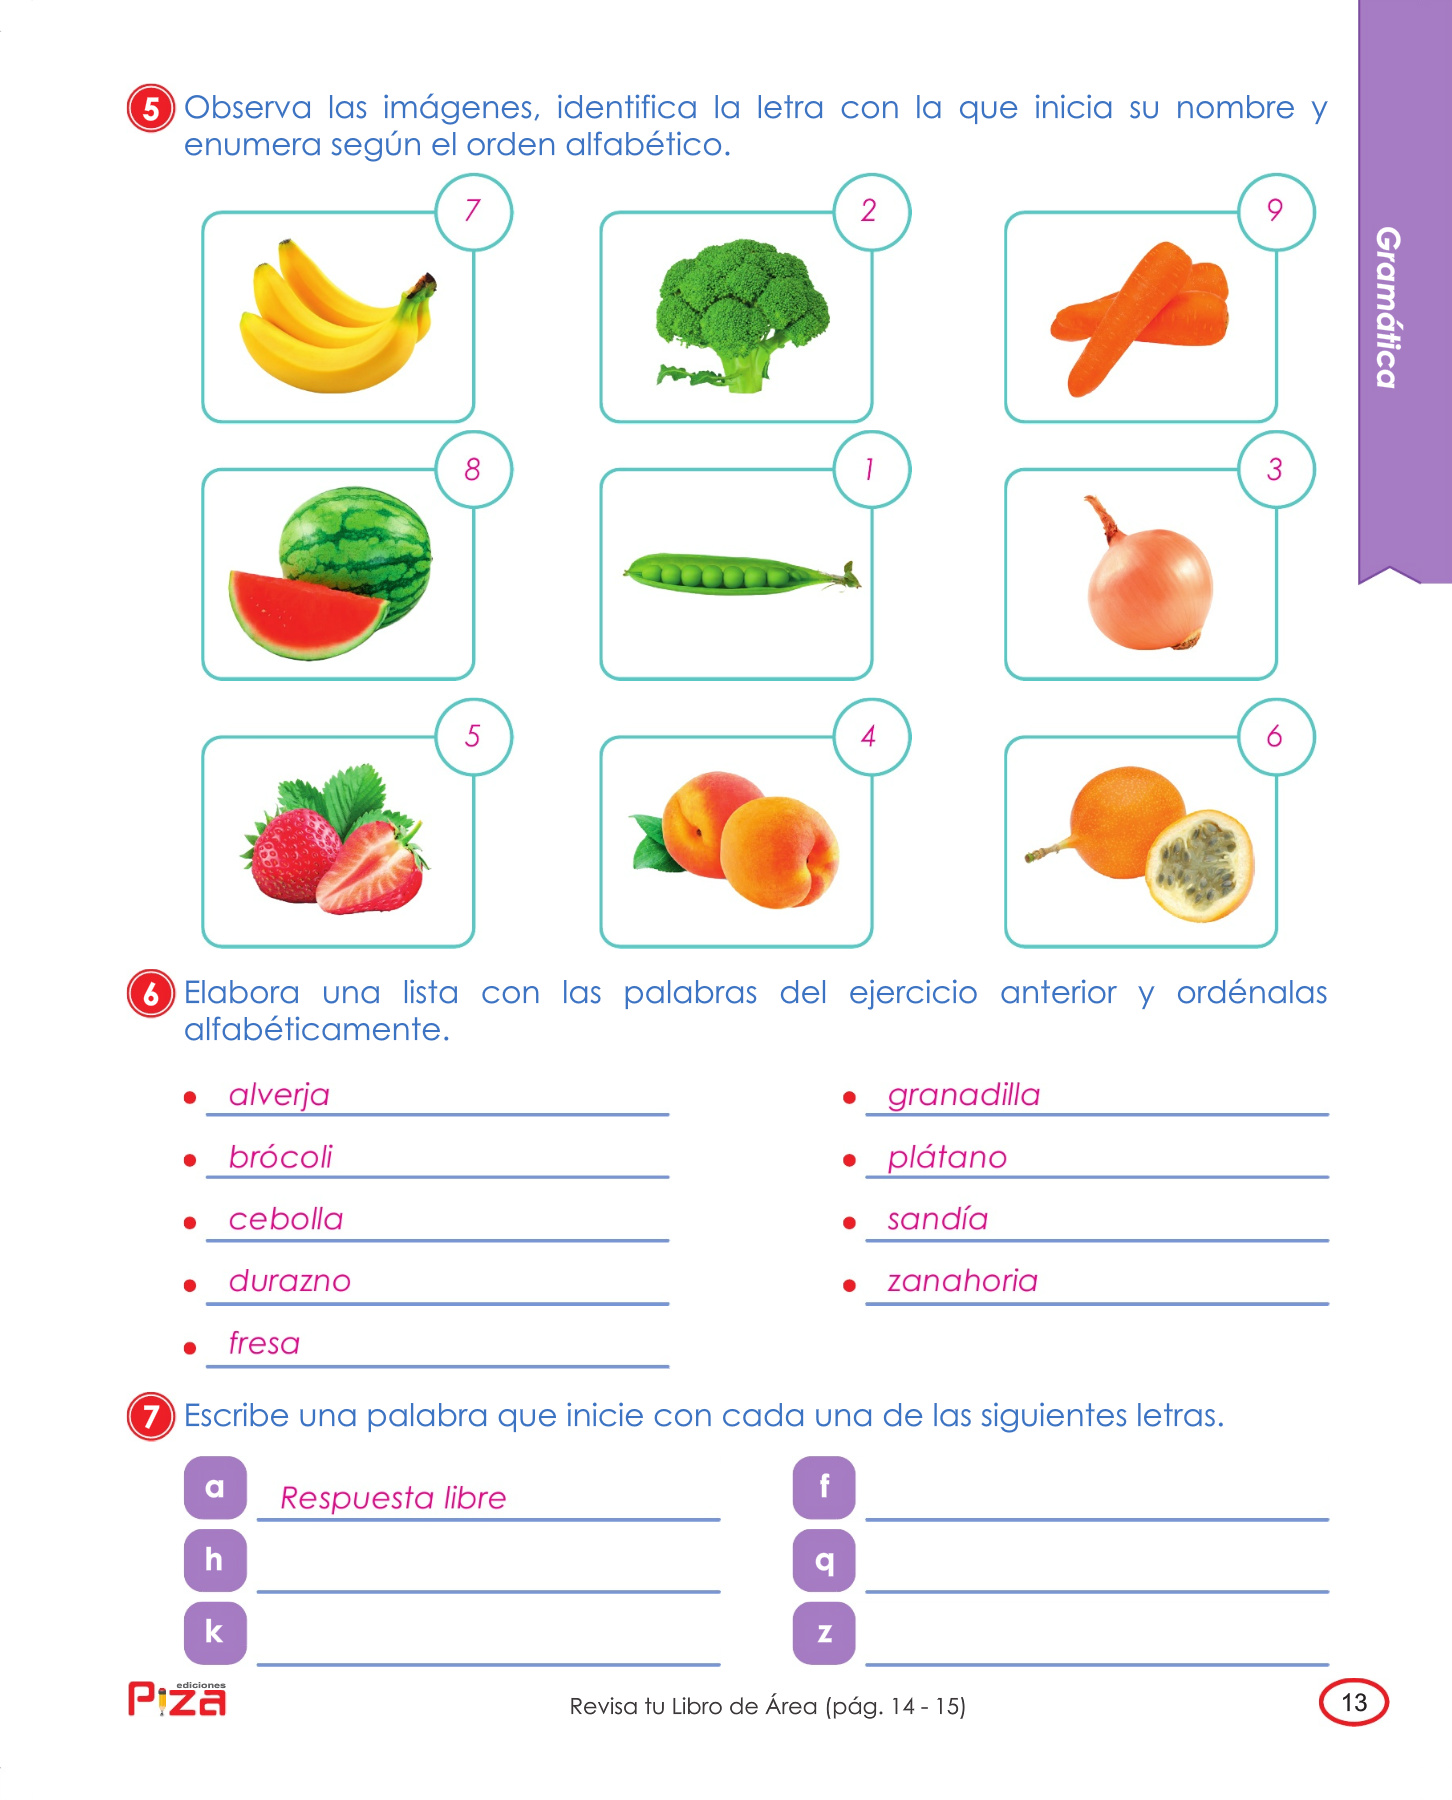 5 Observa las imágenes, identifica la letra con la que inicia su nombre y
enumera según el orden alfabético.
7
2
9
8
1
3
5
4
6
Gramática
6 Elabora una lista con las palabras del ejercicio anterior y ordénalas
alfabéticamente.
alverja
brócoli
cebolla
durazno
fresa
granadilla
plátano
sandía
zanahoria
7 Escribe una palabra que inicie con cada una de las siguientes letras.
a Respuesta libre
h
k
f
q
z
ediciones
Piza
Revisa tu Libro de Área (pág. 14 - 15)
13